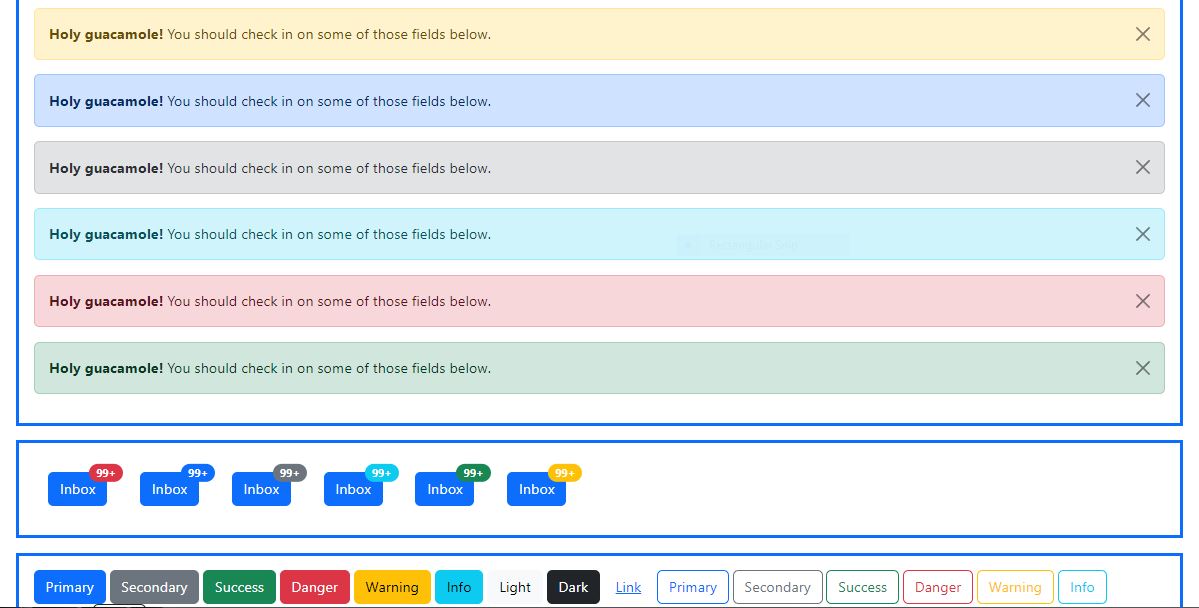 Holy guacamole! You should check in on some of those fields below.
Holy guacamole! You should check in on some of those fields below.
Holy guacamole! You should check in on some of those fields below.
Holy guacamole! You should check in on some of those fields below.
Rectangular Snip
Holy guacamole! You should check in on some of those fields below.
Holy guacamole! You should check in on some of those fields below.
99+ 99+ 99+ 99+ 99+ 99+
Inbox Inbox Inbox Inbox Inbox Inbox
Primary Secondary Success Danger Warning Info Light Dark Link Primary Secondary Success Danger Warning Info